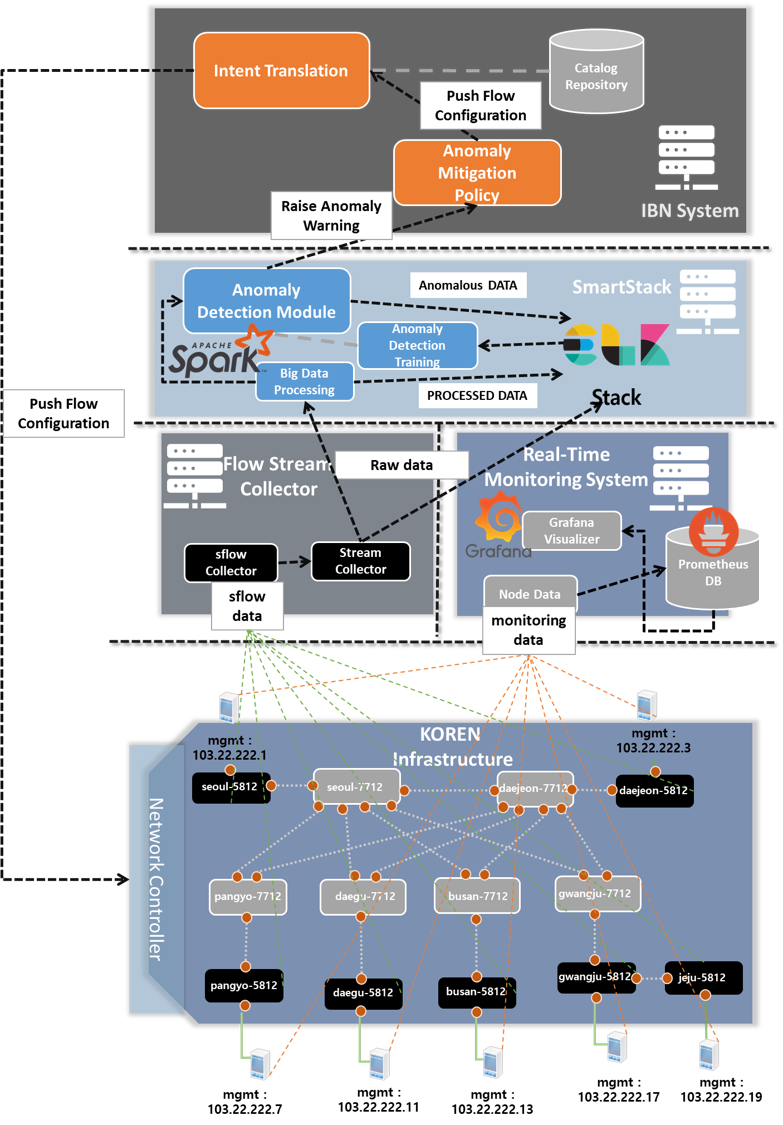 Intent Translation
Catalog
Repository
Push Flow
Configuration
Anomaly
Mitigation
Policy
IBN System
Raise Anomaly
Warning
Anomaly
Detection Module
Anomalous DATA
SmartStack
APACHE
Spark
TM
Anomaly
Detection
Training
Big Data
Processing
PROCESSED DATA
Stack
Push Flow
Configuration
Flow Stream
Collector
Raw data
Real-Time
Monitoring System
Grafana
Grafana
Visualizer
Prometheus
DB
sflow
Collector
Stream
Collector
sflow
data
Node Data
monitoring
data
KOREN
Infrastructure
mgmt :
103.22.222.1
mgmt :
103.22.222.3
seoul-5812
seoul-7712
daejeon-7712
daejeon-5812
Network Controller
pangyo-7712
daegu-7712
busan-7712
gwangju-7712
pangyo-5812
daegu-5812
busan-5812
gwangju-5812
jeju-5812
mgmt :
103.22.222.7
mgmt :
103.22.222.11
mgmt :
103.22.222.13
mgmt :
103.22.222.17
mgmt :
103.22.222.19